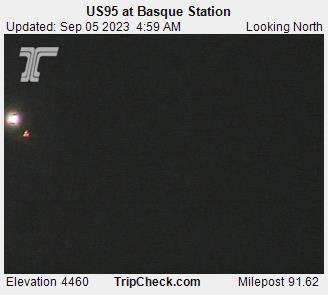 US95 at Basque Station
Updated: Sep 05 2023 4:59 AM Looking North
Elevation 4460 TripCheck.com Milepost 91.62